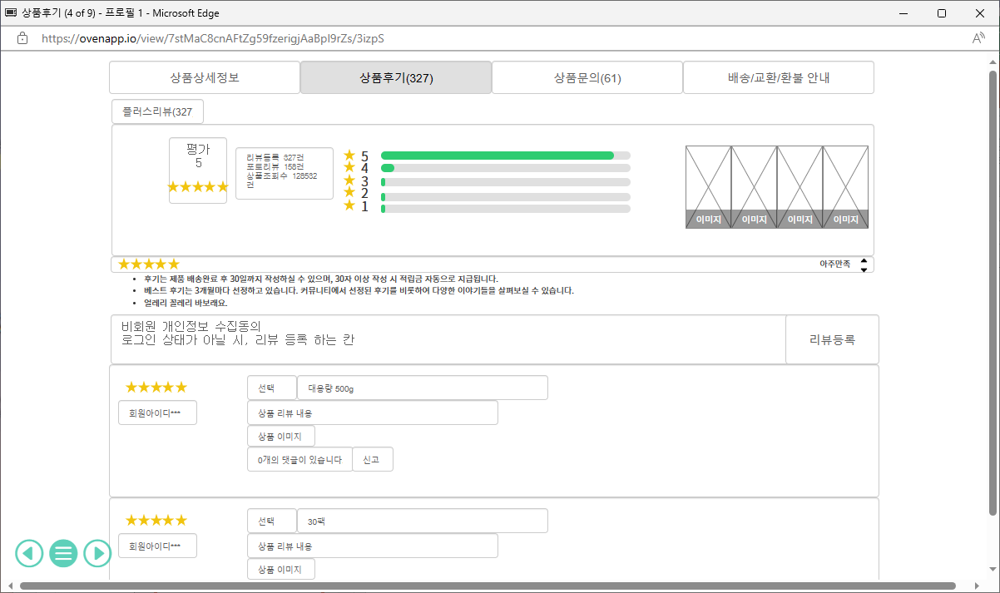 상품후기 (4 of 9) - 프로필 1 - Microsoft Edge
https://ovenapp.io/view/7stMaC8cnAFtZg59fzerigjAaBpI9rZs/3izpS
상품상세정보 상품후기(327) 상품문의(61) 배송/교환/환불 안내
플러스리뷰(327
평가
5
리뷰등록 327건
포토리뷰 158건
상품조회수 128532
건
5
4
3
2
1
이미지 이미지 이미지 이미지
아주만족
후기는 제품 배송완료 후 30일까지 작성하실 수 있으며, 30자 이상 작성 시 적립금 자동으로 지급됩니다.
베스트 후기는 3개월마다 선정하고 있습니다. 커뮤니티에서 선정된 후기를 비롯하여 다양한 이야기들을 살펴보실 수 있습니다.
얼레리 꼴레리 바보래요.
비회원 개인정보 수집동의
로그인 상태가 아닐 시, 리뷰 등록 하는 칸
리뷰등록
선택 대용량 500g
회원아이디***
상품 리뷰 내용
상품 이미지
0개의 댓글이 있습니다 신고
선택 30팩
회원아이디***
상품 리뷰 내용
상품 이미지